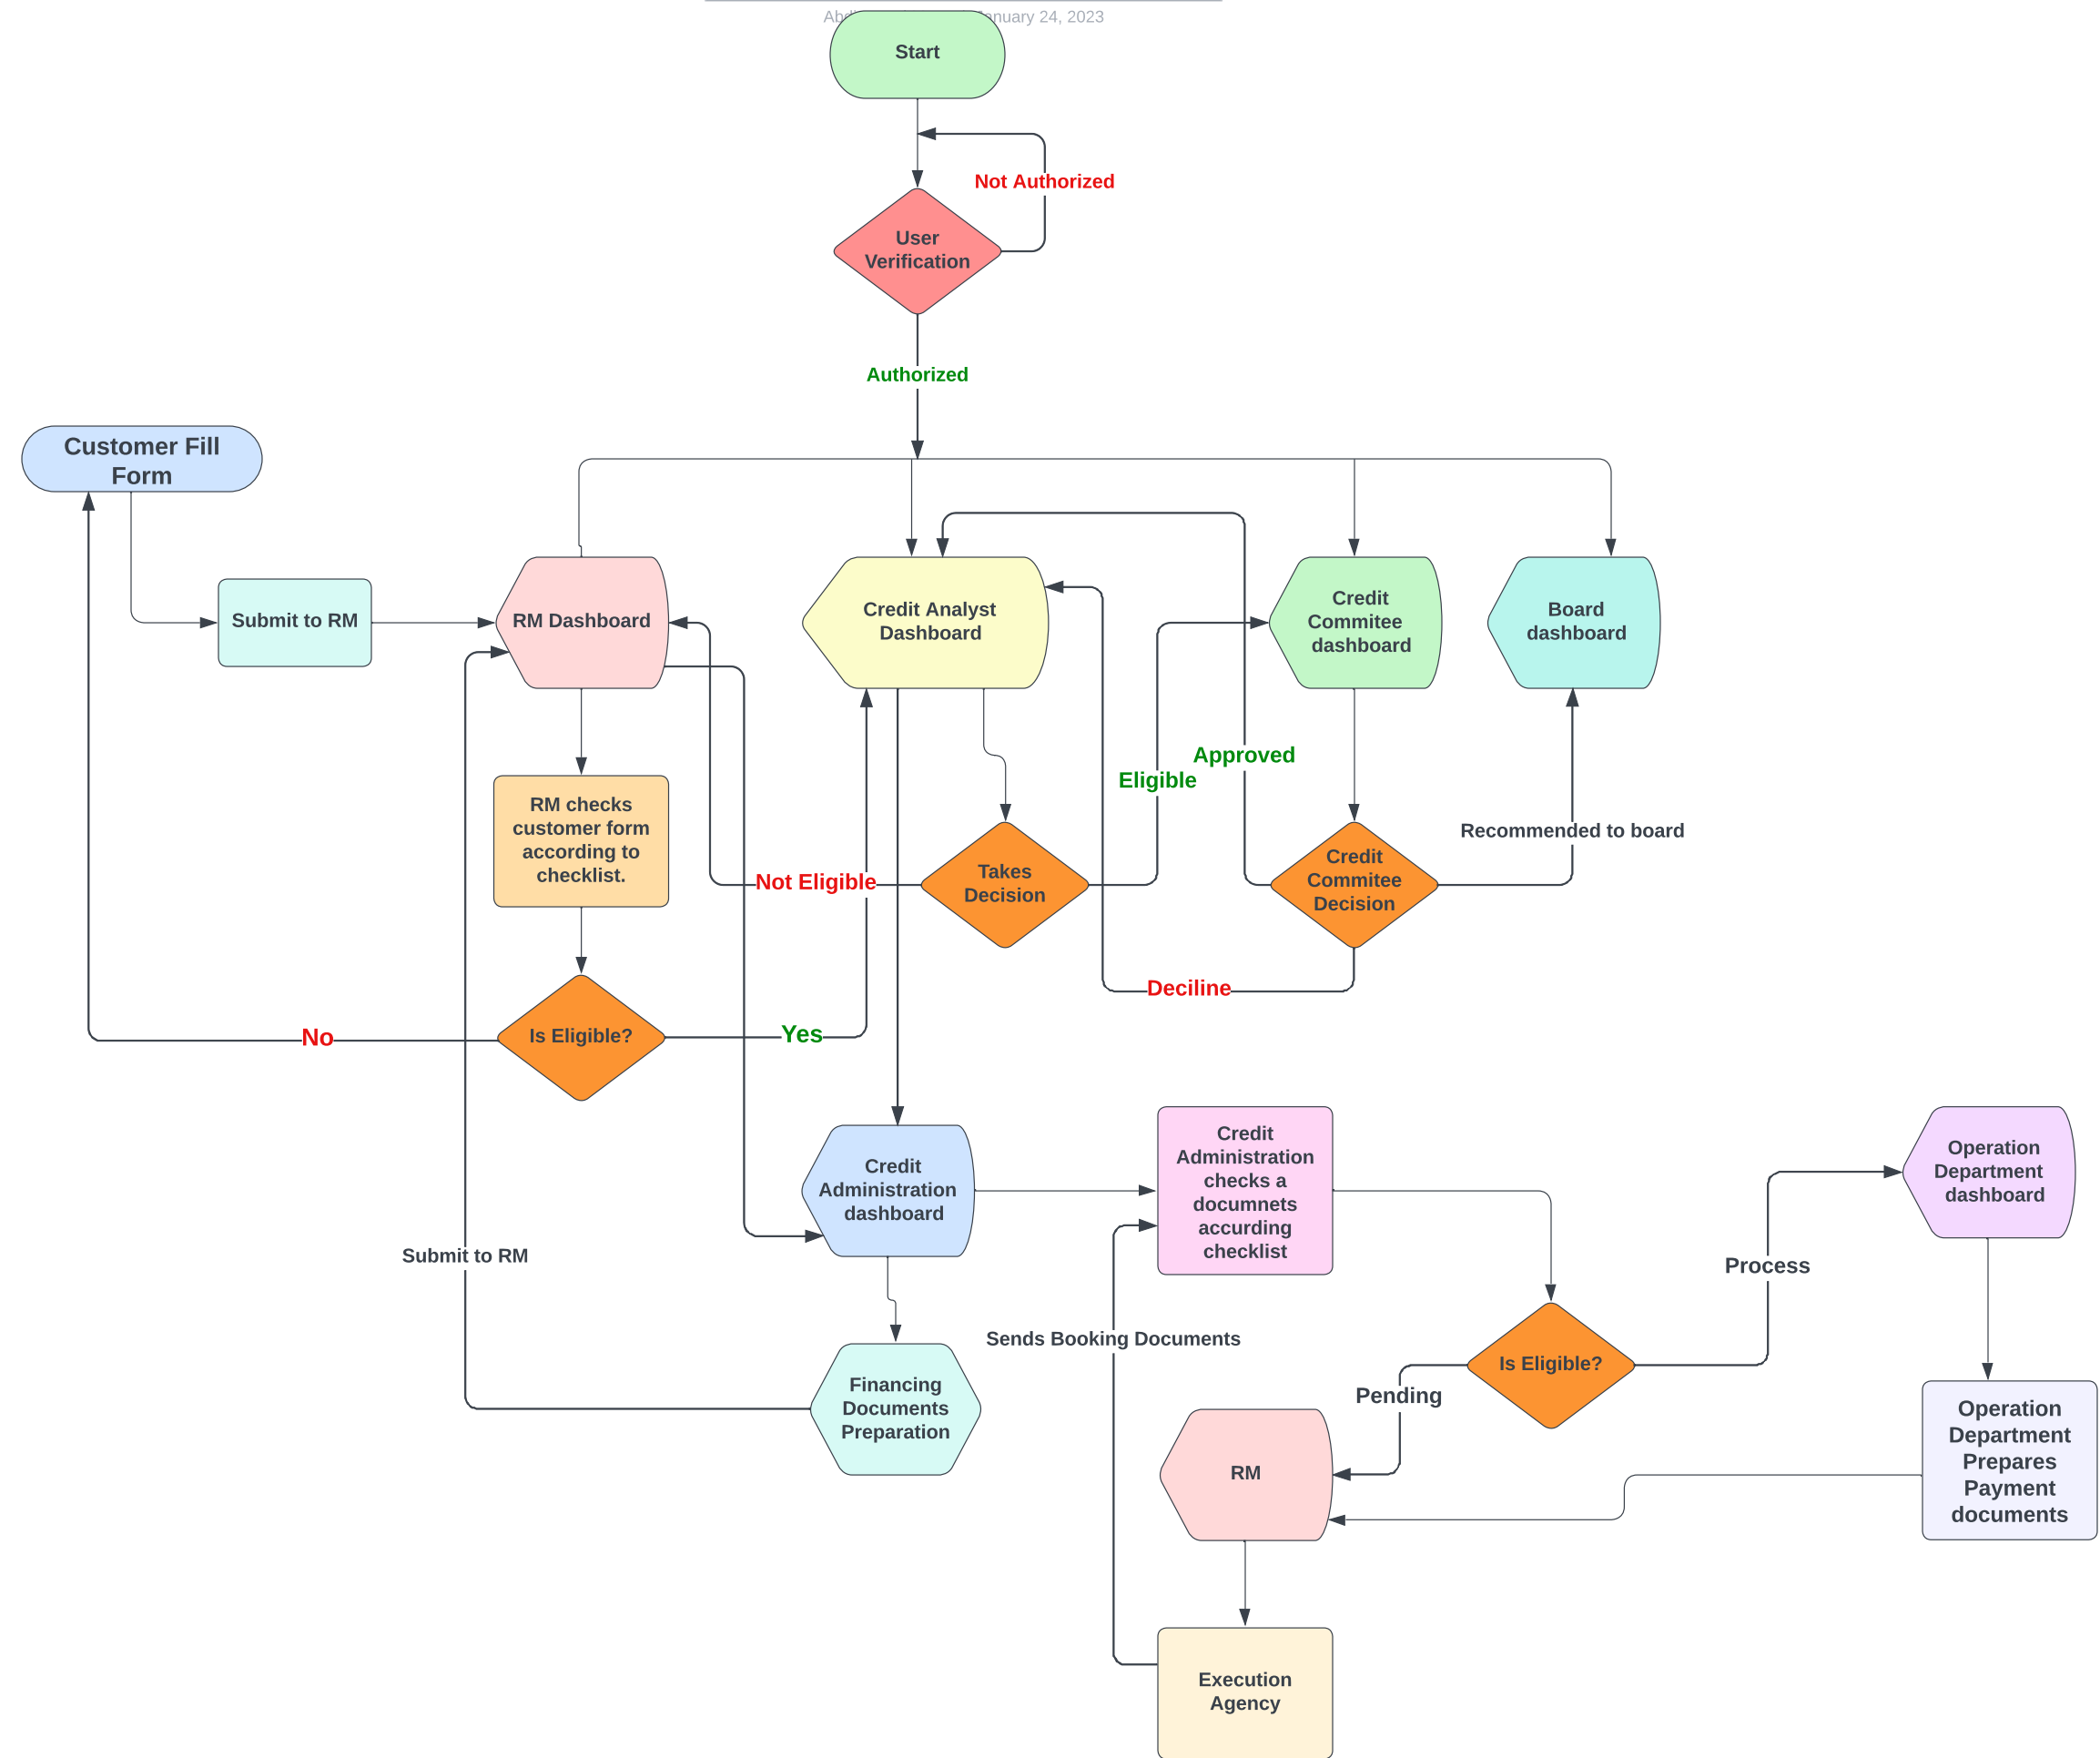 January 24, 2023
Start
Not Authorized
User
Verification
Authorized
Customer Fill
Form
Submit to RM
RM Dashboard
Credit Analyst
Dashboard
Credit
Commitee
dashboard
Board
dashboard
RM checks
customer form
according to
checklist.
Approved
Eligible
Recommended to board
Not Eligible
Takes
Decision
Credit
Commitee
Decision
Deciline
No
Is Eligible?
Yes
Credit
Administration
dashboard
Credit
Administration
checks a
documnets
accurding
checklist
Operation
Department
dashboard
Submit to RM
Process
Sends Booking Documents
Is Eligible?
Pending
Financing
Documents
Preparation
RM
Operation
Department
Prepares
Payment
documents
Execution
Agency